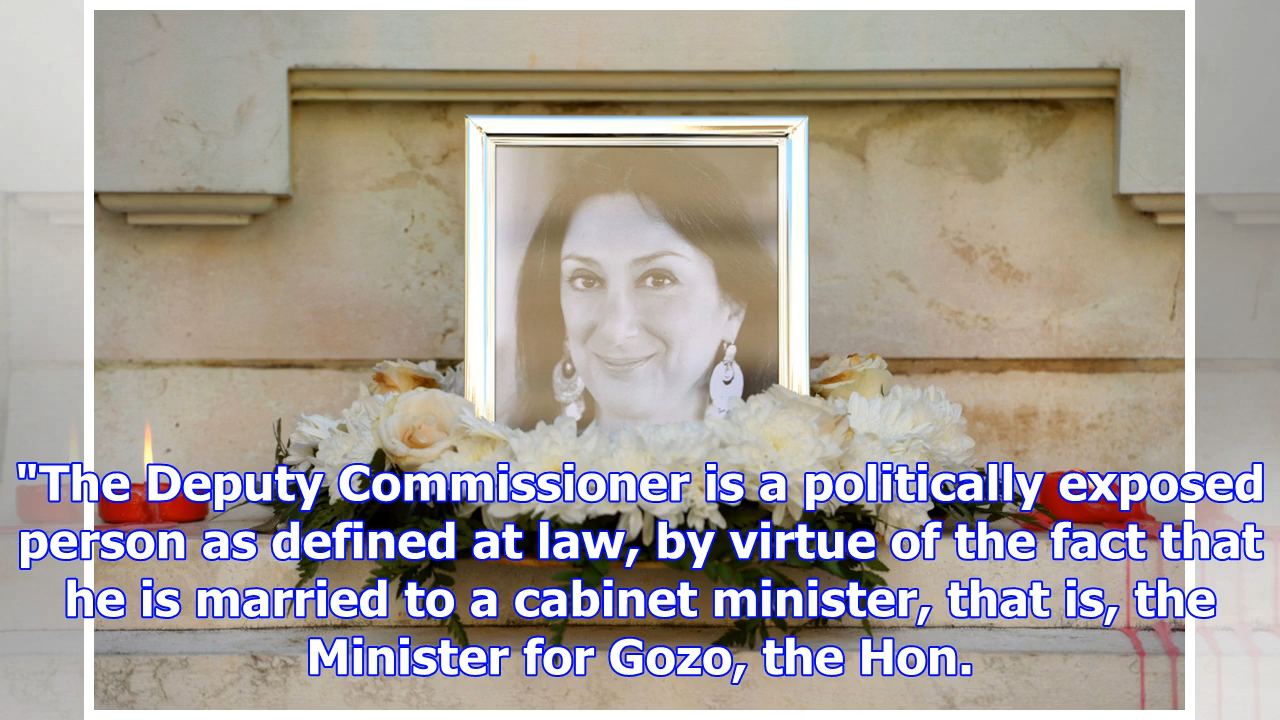 "The Deputy Commissioner is a politically exposed
person as defined at law, by virtue of the fact that
he is married to a cabinet minister, that is, the
Minister for Gozo, the Hon.